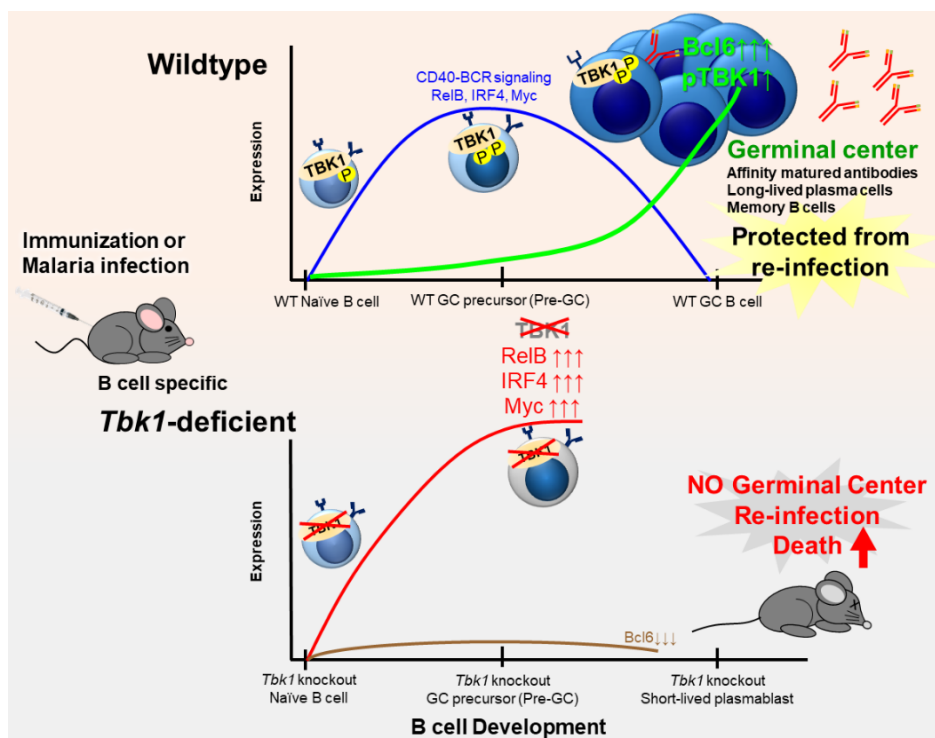 Wildtype
CD40-BCR signaling
RelB, IRF4, Myc
TBK1
P
TBK1
P P
TBK1
P P
Bcl6↑↑↑
pTBK1↑
Germinal center
Affinity matured antibodies
Long-lived plasma cells
Memory B cells
Protected from
re-infection
Expression
WT Naïve B cell
WT GC precursor (Pre-GC)
WT GC B cell
Immunization or
Malaria infection
B cell specific
Tbk1-deficient
TBK1
RelB ↑↑↑
IRF4 ↑↑↑
Myc ↑↑↑
TBK1
TBK1
NO Germinal Center
Re-infection
Death
Expression
Bcl6↓↓↓
Tbk1 knockout
Naïve B cell
Tbk1 knockout
GC precursor (Pre-GC)
Tbk1 knockout
Short-lived plasmablast
B cell Development